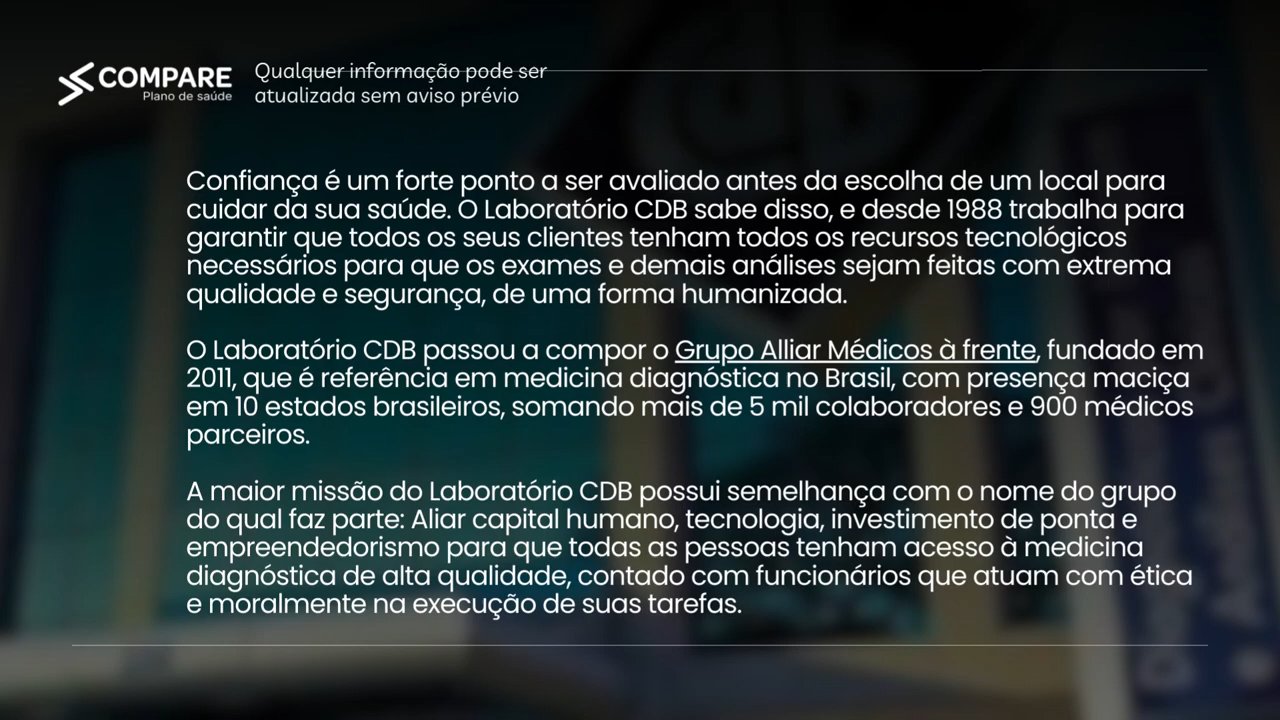 COMPARE
Plano de saúde
Qualquer informação pode ser
atualizada sem aviso prévio
Confiança é um forte ponto a ser avaliado antes da escolha de um local para
cuidar da sua saúde. O Laboratório CDB sabe disso, e desde 1988 trabalha para
garantir que todos os seus clientes tenham todos os recursos tecnológicos
necessários para que os exames e demais análises sejam feitas com extrema
qualidade e segurança, de uma forma humanizada.
O Laboratório CDB passou a compor o Grupo Alliar Médicos à frente, fundado em
2011, que é referência em medicina diagnóstica no Brasil, com presença maciça
em 10 estados brasileiros, somando mais de 5 mil colaboradores e 900 médicos
parceiros.
A maior missão do Laboratório CDB possui semelhança com o nome do grupo
do qual faz parte: Aliar capital humano, tecnologia, investimento de ponta e
empreendedorismo para que todas as pessoas tenham acesso à medicina
diagnóstica de alta qualidade, contado com funcionários que atuam com ética
e moralmente na execução de suas tarefas.